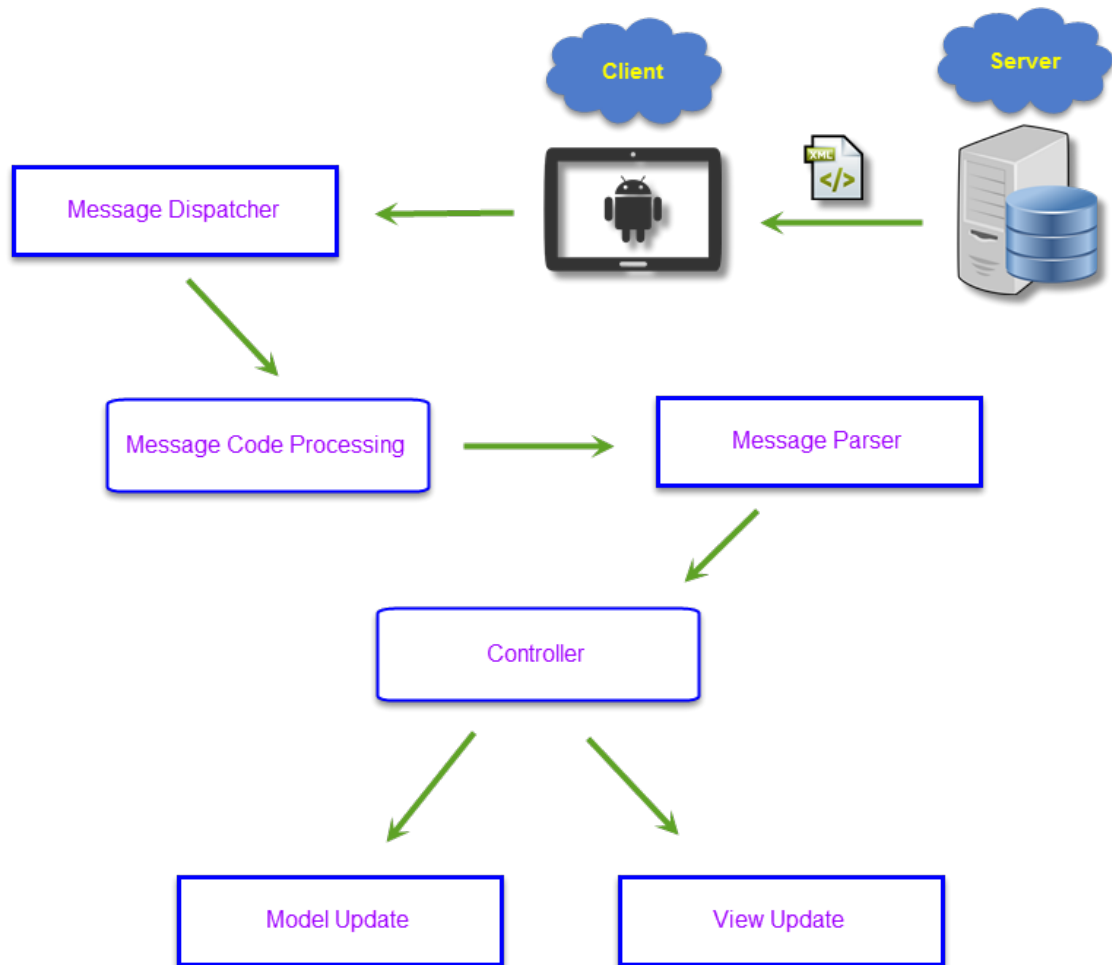 Client
Server
XML
</>
Message Dispatcher
Message Code Processing
Message Parser
Controller
Model Update
View Update